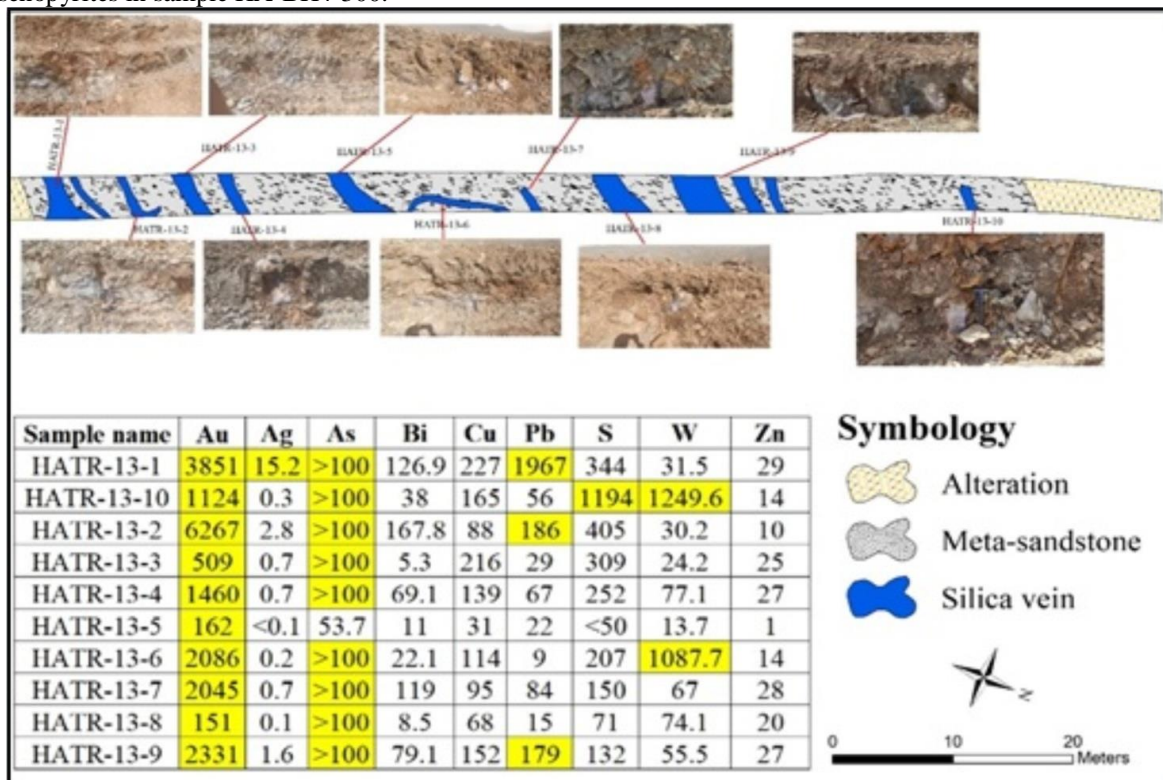 HATR-13-1
HATR-13-3
HATR-13-5
HATR-13-7
HATR-13-9
HATR-13-2
HATR-13-4
HATR-13-6
HATR-13-8
HATR-13-10
Sample name Au Ag As Bi Cu Pb S W Zn
HATR-13-1 3851 15.2 >100 126.9 227 1967 344 31.5 29
HATR-13-10 1124 0.3 >100 38 165 56 1194 1249.6 14
HATR-13-2 6267 2.8 >100 167.8 88 186 405 30.2 10
HATR-13-3 509 0.7 >100 5.3 216 29 309 24.2 25
HATR-13-4 1460 0.7 >100 69.1 139 67 252 77.1 27
HATR-13-5 162 <0.1 53.7 11 31 22 <50 13.7 1
HATR-13-6 2086 0.2 >100 22.1 114 9 207 1087.7 14
HATR-13-7 2045 0.7 >100 119 95 84 150 67 28
HATR-13-8 151 0.1 >100 8.5 68 15 71 74.1 20
HATR-13-9 2331 1.6 >100 79.1 152 179 132 55.5 27
Symbology
Alteration
Meta-sandstone
Silica vein
N
0 10 20
Meters